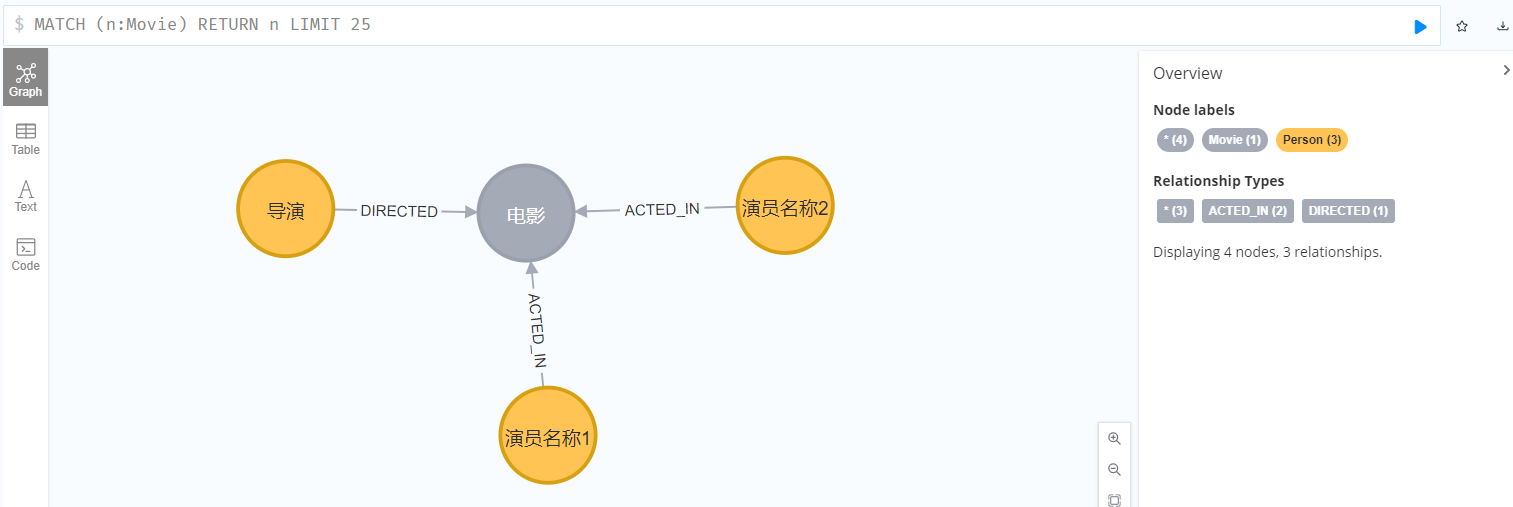 $ MATCH (n:Movie) RETURN n LIMIT 25
Graph
Table
Text
Code
导演
DIRECTED
电影
ACTED_IN
演员名称2
ACTED_IN
演员名称1
Overview
Node labels
* (4) Movie (1) Person (3)
Relationship Types
* (3) ACTED_IN (2) DIRECTED (1)
Displaying 4 nodes, 3 relationships.